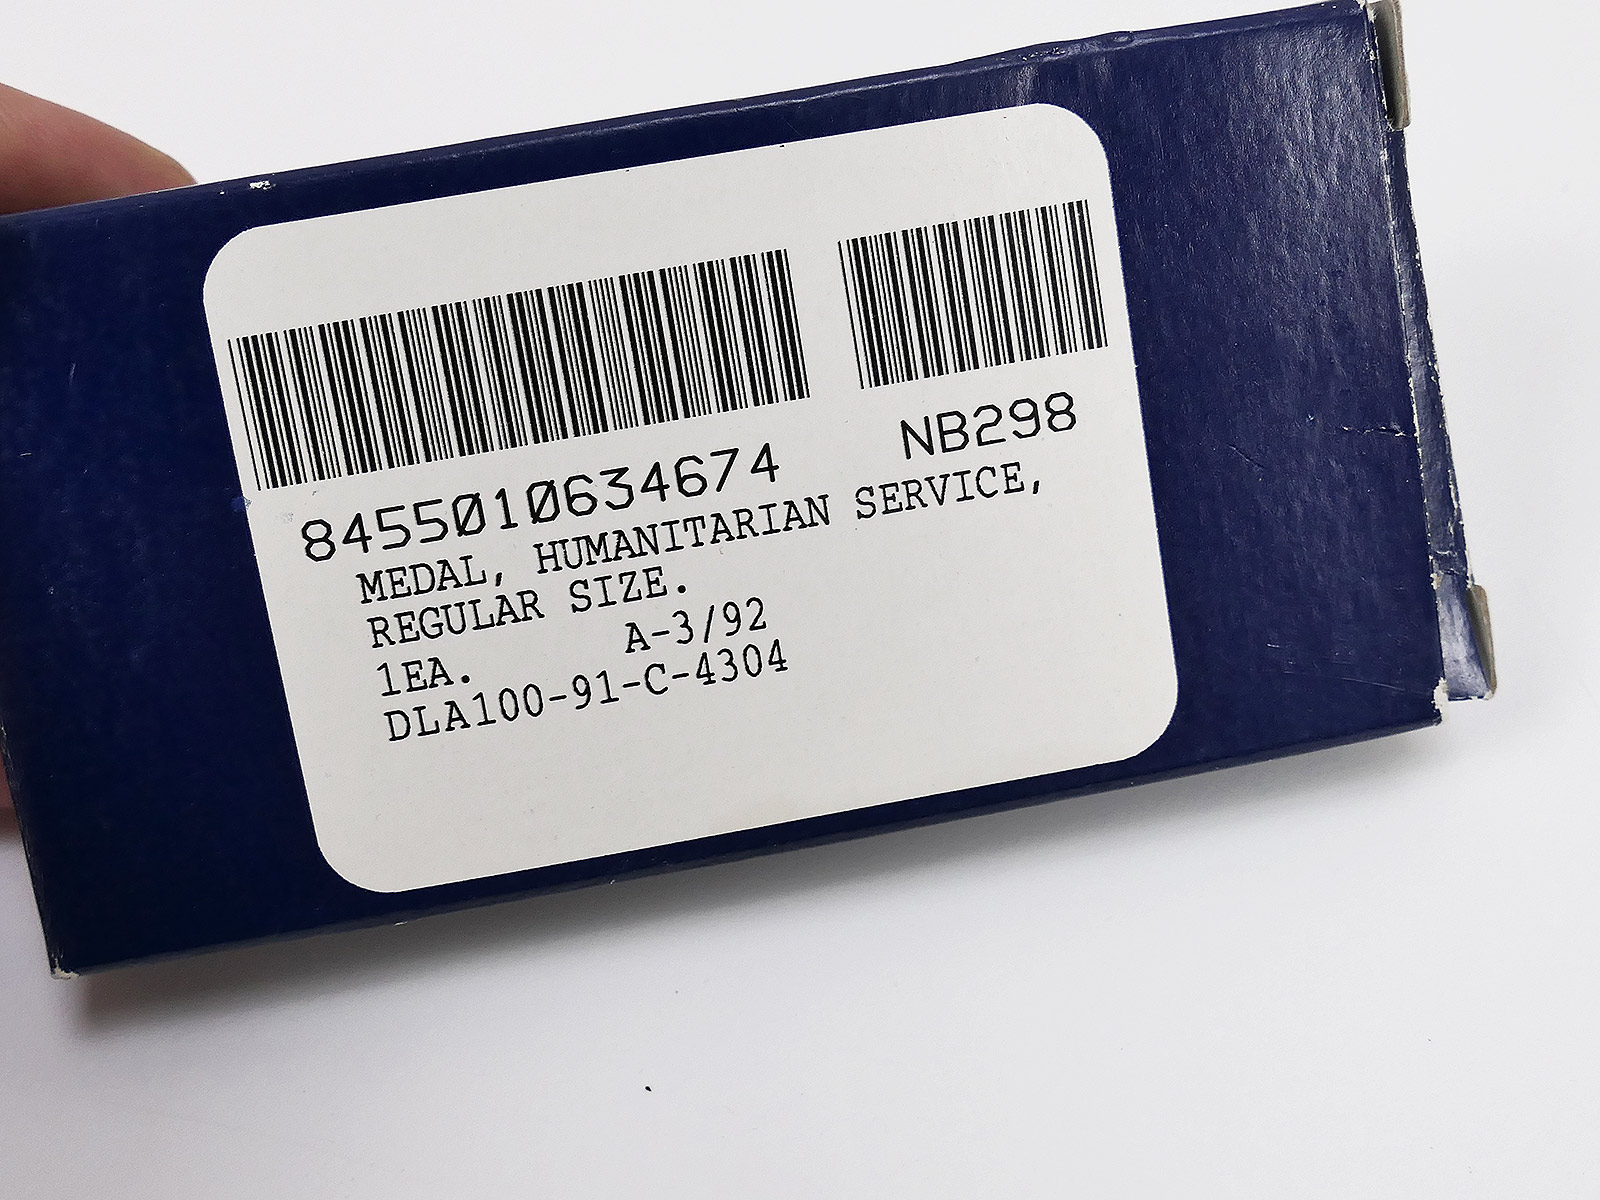 8455010634674 NB298
MEDAL, HUMANITARIAN SERVICE,
REGULAR SIZE.
1EA. A-3/92
DLA100-91-C-4304